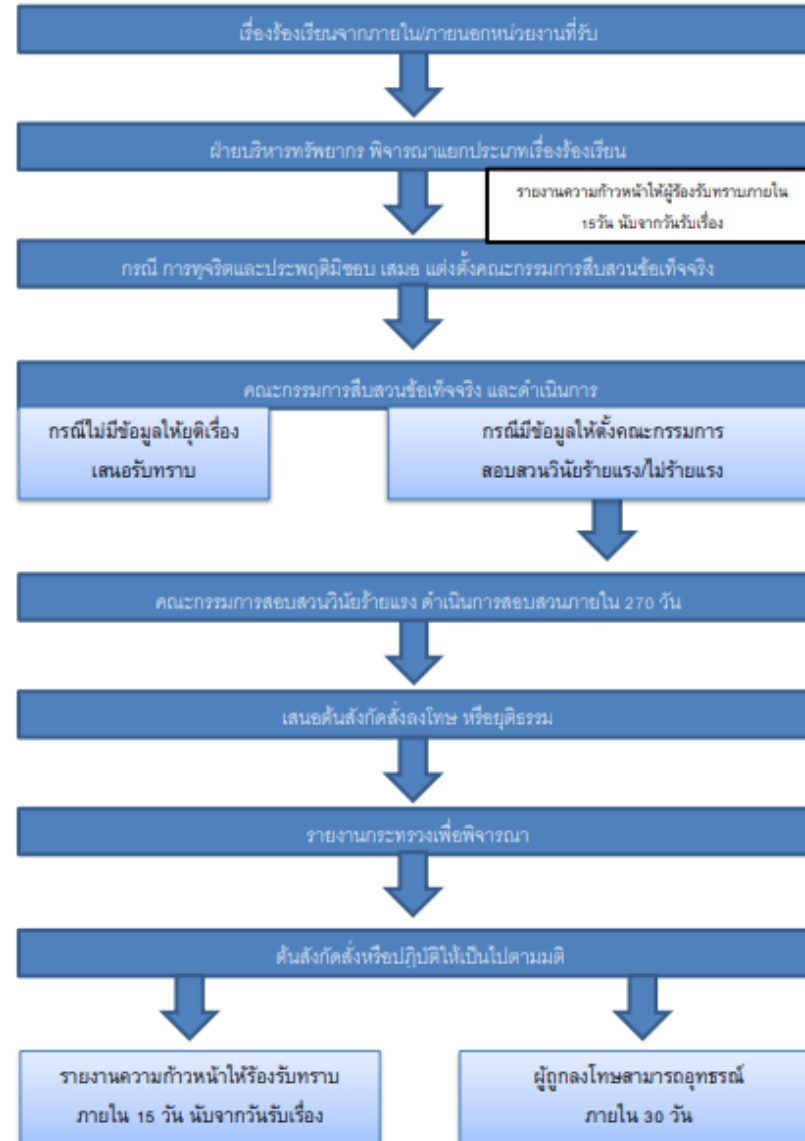 เรื่องร้องเรียนจากภายใน/ภายนอกหน่วยงานที่รับ
ฝ่ายบริหารทรัพยากร พิจารณาแยกประเภทเรื่องร้องเรียน
รายงานความก้าวหน้าให้ผู้ร้องรับทราบภายใน
15วัน นับจากวันรับเรื่อง
กรณี การทุจริตและประพฤติมิชอบ เสมอ แต่งตั้งคณะกรรมการสืบสวนข้อเท็จจริง
คณะกรรมการสืบสวนข้อเท็จจริง และดำเนินการ
กรณีไม่มีข้อมูลให้ยุติเรื่อง
เสนอรับทราบ
กรณีมีข้อมูลให้ตั้งคณะกรรมการ
สอบสวนวินัยร้ายแรง/ไม่ร้ายแรง
คณะกรรมการสอบสวนวินัยร้ายแรง ดำเนินการสอบสวนภายใน 270 วัน
เสนอต้นสังกัดสั่งลงโทษ หรือยุติธรรม
รายงานกระทรวงเพื่อพิจารณา
ต้นสังกัดสั่งหรือปฏิบัติให้เป็นไปตามมติ
รายงานความก้าวหน้าให้ร้องรับทราบ
ภายใน 15 วัน นับจากวันรับเรื่อง
ผู้ถูกลงโทษสามารถอุทธรณ์
ภายใน 30 วัน